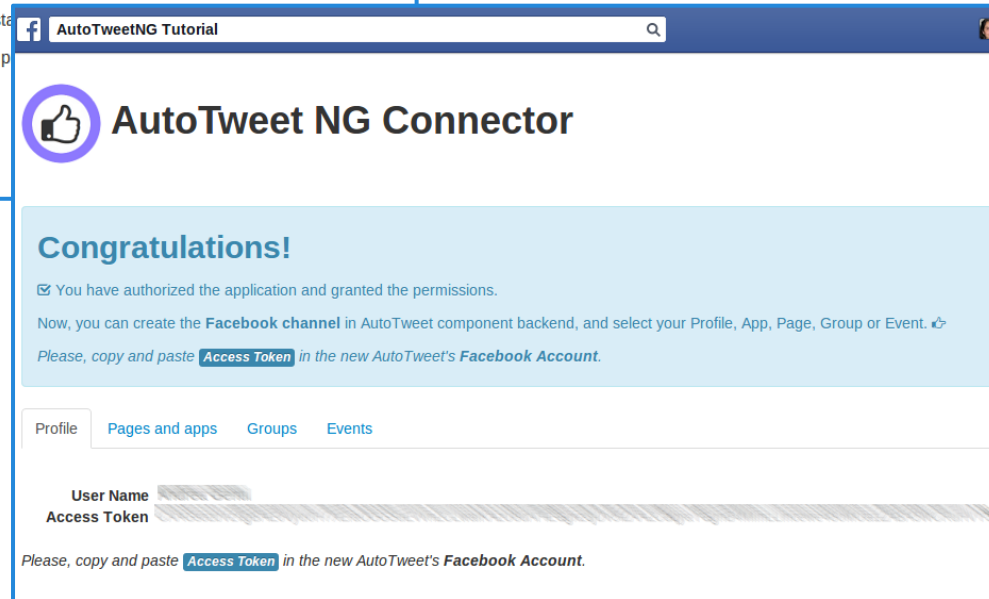 AutoTweetNG Tutorial
AutoTweet NG Connector
Congratulations!
You have authorized the application and granted the permissions.
Now, you can create the Facebook channel in AutoTweet component backend, and select your Profile, App, Page, Group or Event.
Please, copy and paste Access Token in the new AutoTweet's Facebook Account.
Profile Pages and apps Groups Events
User Name
Access Token
Please, copy and paste Access Token in the new AutoTweet's Facebook Account.